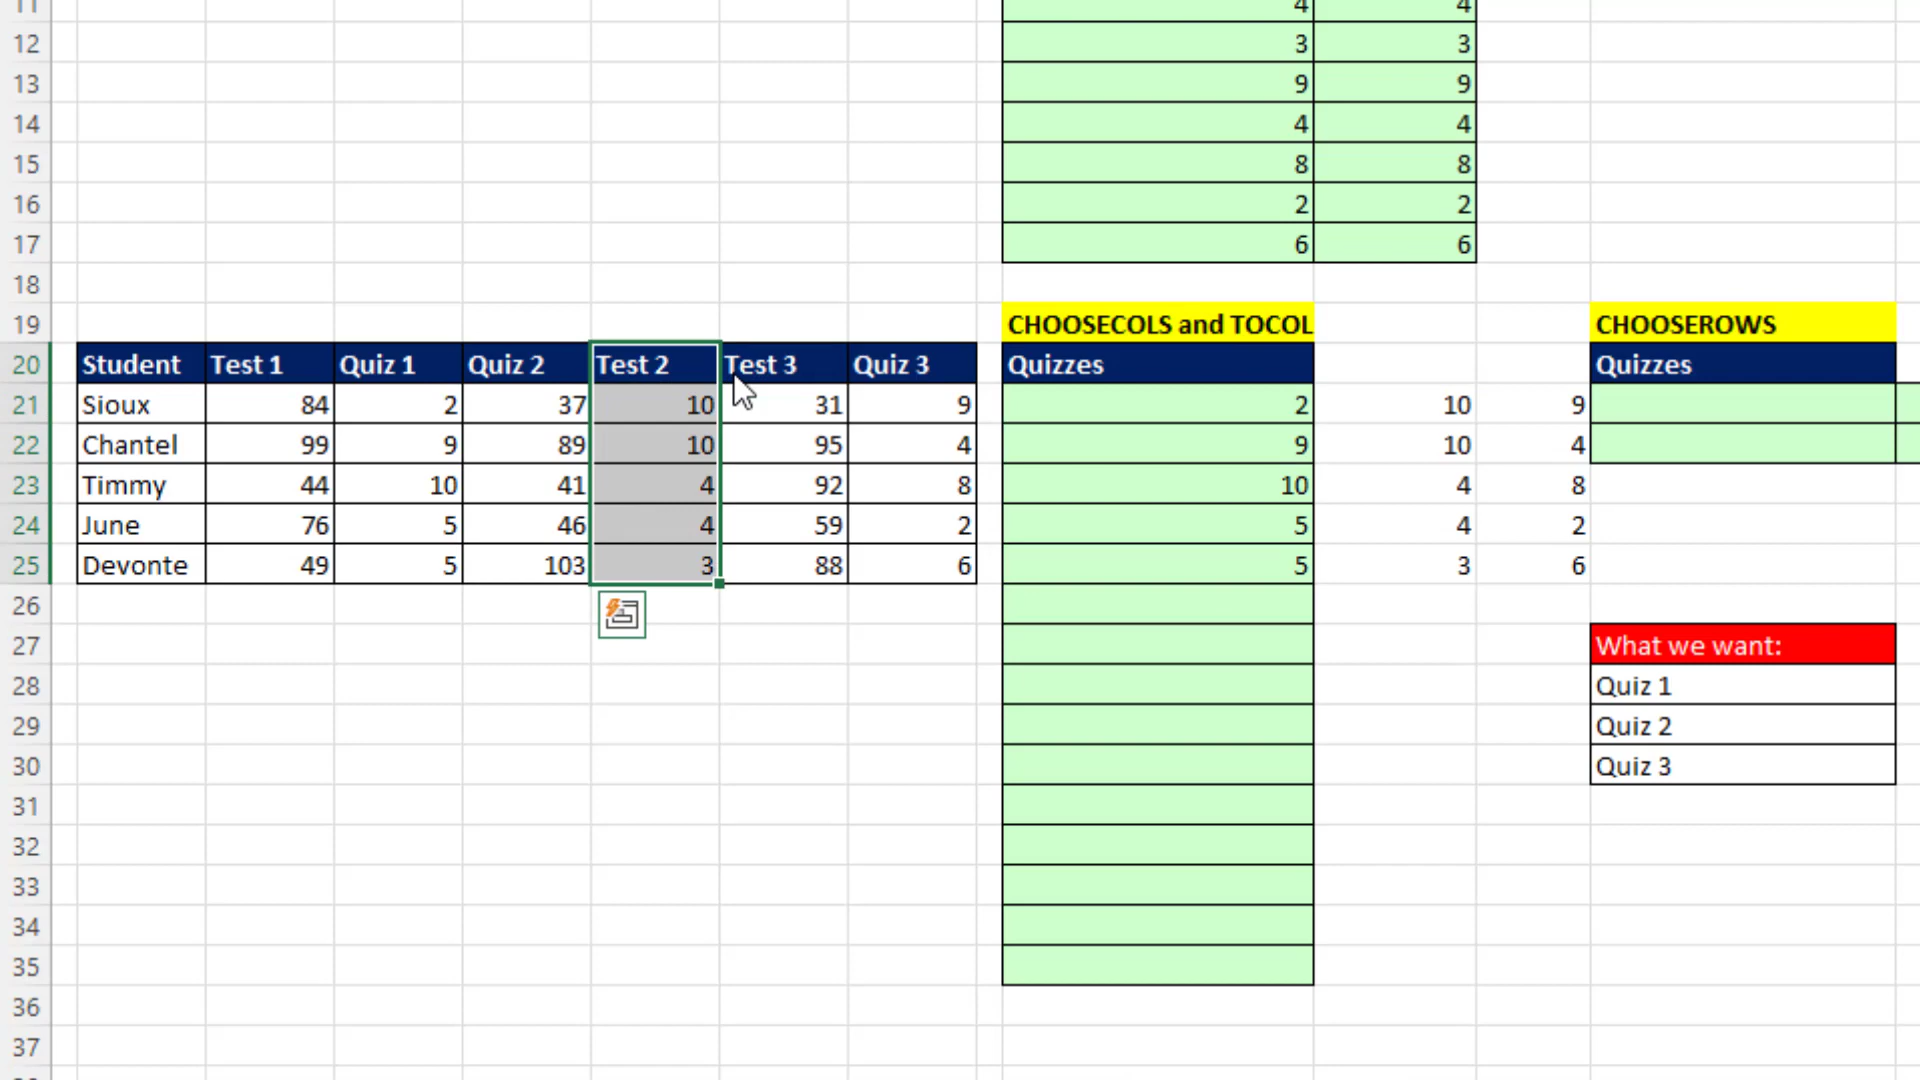 11 4 4
12 3 3
13 9 9
14 4 4
15 8 8
16 2 2
17 6 6
18
19 CHOOSECOLS and TOCOL CHOOSEROWS
20 Student Test 1 Quiz 1 Quiz 2 Test 2 Test 3 Quiz 3 Quizzes Quizzes
21 Sioux 84 2 37 10 31 9 2 10 9
22 Chantel 99 9 89 10 95 4 9 10 4
23 Timmy 44 10 41 4 92 8 10 4 8
24 June 76 5 46 4 59 2 5 4 2
25 Devonte 49 5 103 3 88 6 5 3 6
26
27 What we want:
28 Quiz 1
29 Quiz 2
30 Quiz 3
31
32
33
34
35
36
37